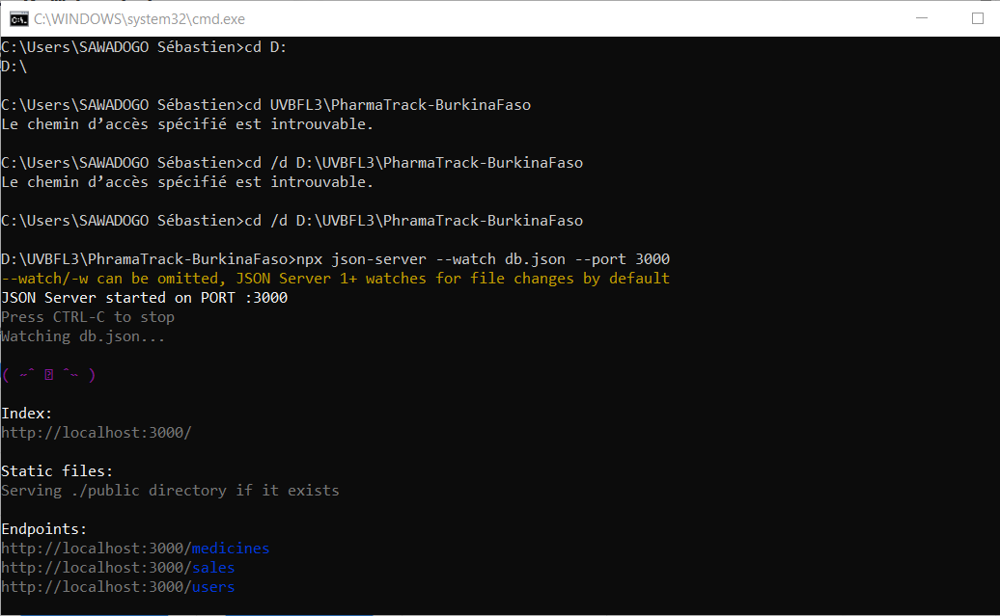 C:\WINDOWS\system32\cmd.exe
C:\Users\SAWADOGO Sébastien>cd D:
D:\
C:\Users\SAWADOGO Sébastien>cd UVBFL3\PharmaTrack-BurkinaFaso
Le chemin d’accès spécifié est introuvable.
C:\Users\SAWADOGO Sébastien>cd /d D:\UVBFL3\PharmaTrack-BurkinaFaso
Le chemin d’accès spécifié est introuvable.
C:\Users\SAWADOGO Sébastien>cd /d D:\UVBFL3\PhramaTrack-BurkinaFaso
D:\UVBFL3\PhramaTrack-BurkinaFaso>npx json-server --watch db.json --port 3000
--watch/-w can be omitted, JSON Server 1+ watches for file changes by default
JSON Server started on PORT :3000
Press CTRL-C to stop
Watching db.json...
( ~ˆ ⍰ ˆ~ )
Index:
http://localhost:3000/
Static files:
Serving ./public directory if it exists
Endpoints:
http://localhost:3000/medicines
http://localhost:3000/sales
http://localhost:3000/users